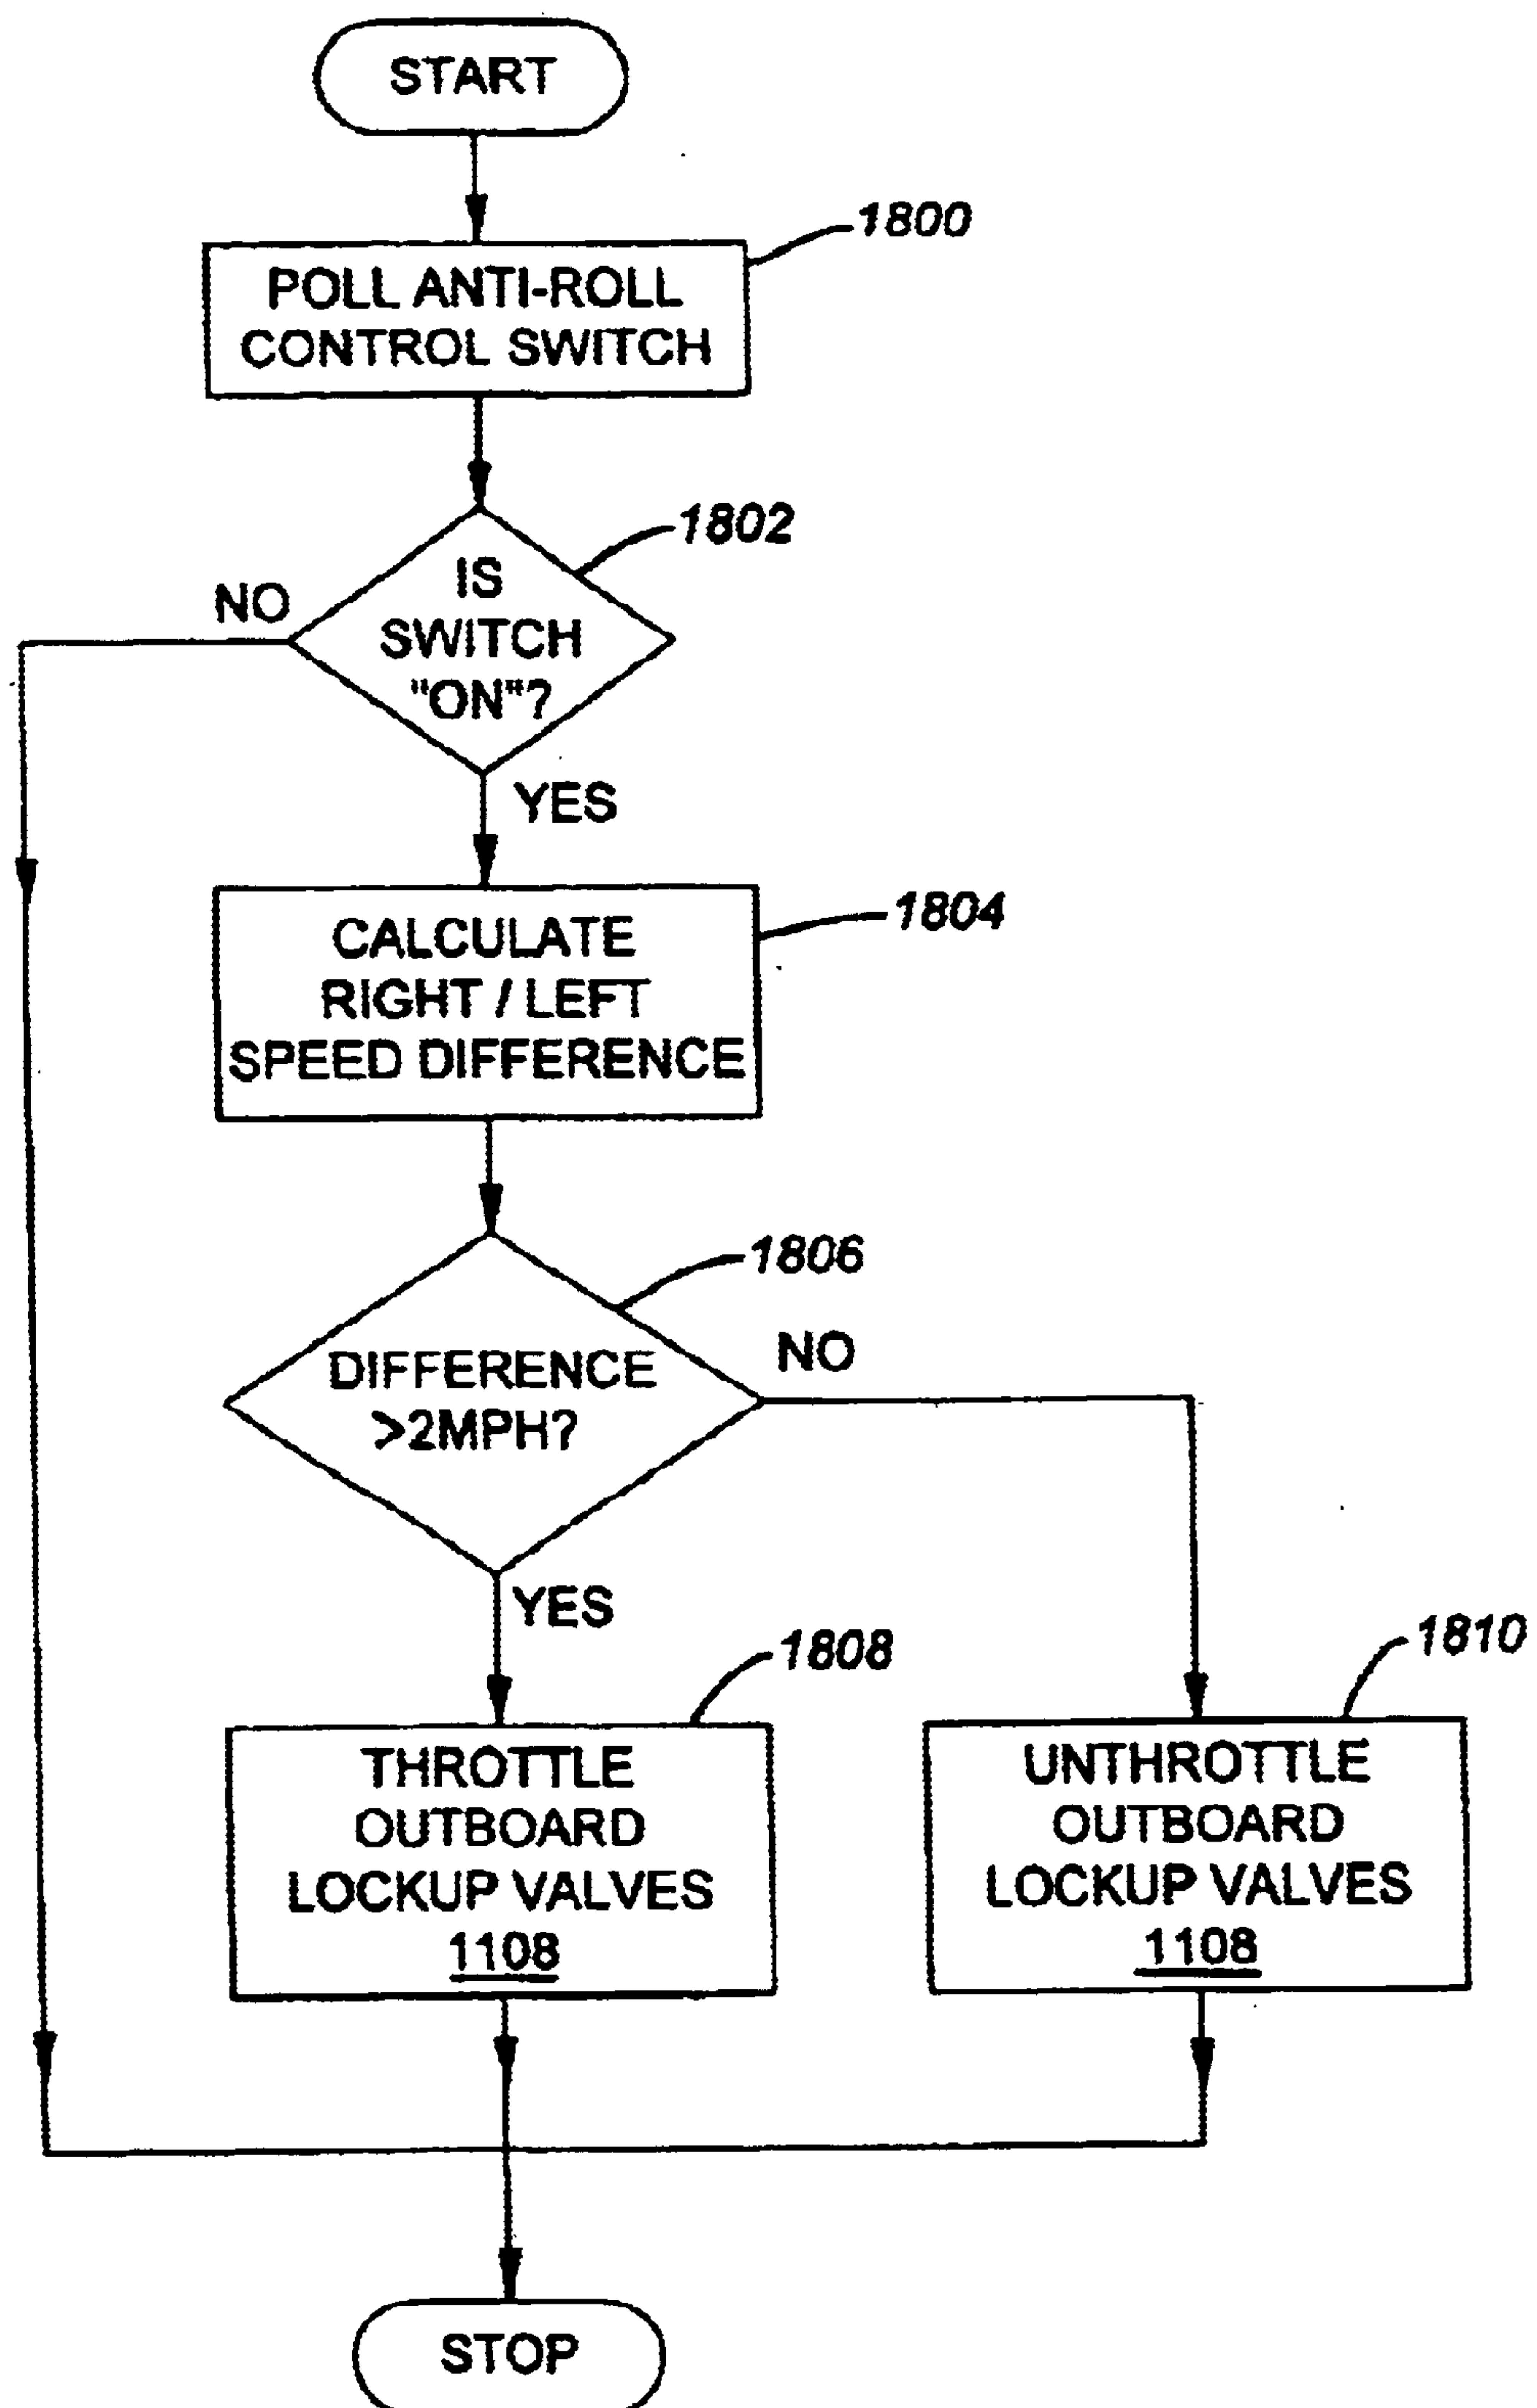 START
1800
POLL ANTI-ROLL
CONTROL SWITCH
1802
IS
SWITCH
"ON"?
NO
YES
1804
CALCULATE
RIGHT / LEFT
SPEED DIFFERENCE
1806
DIFFERENCE
>2MPH?
NO
YES
1808
THROTTLE
OUTBOARD
LOCKUP VALVES
1108
1810
UNTHROTTLE
OUTBOARD
LOCKUP VALVES
1108
STOP